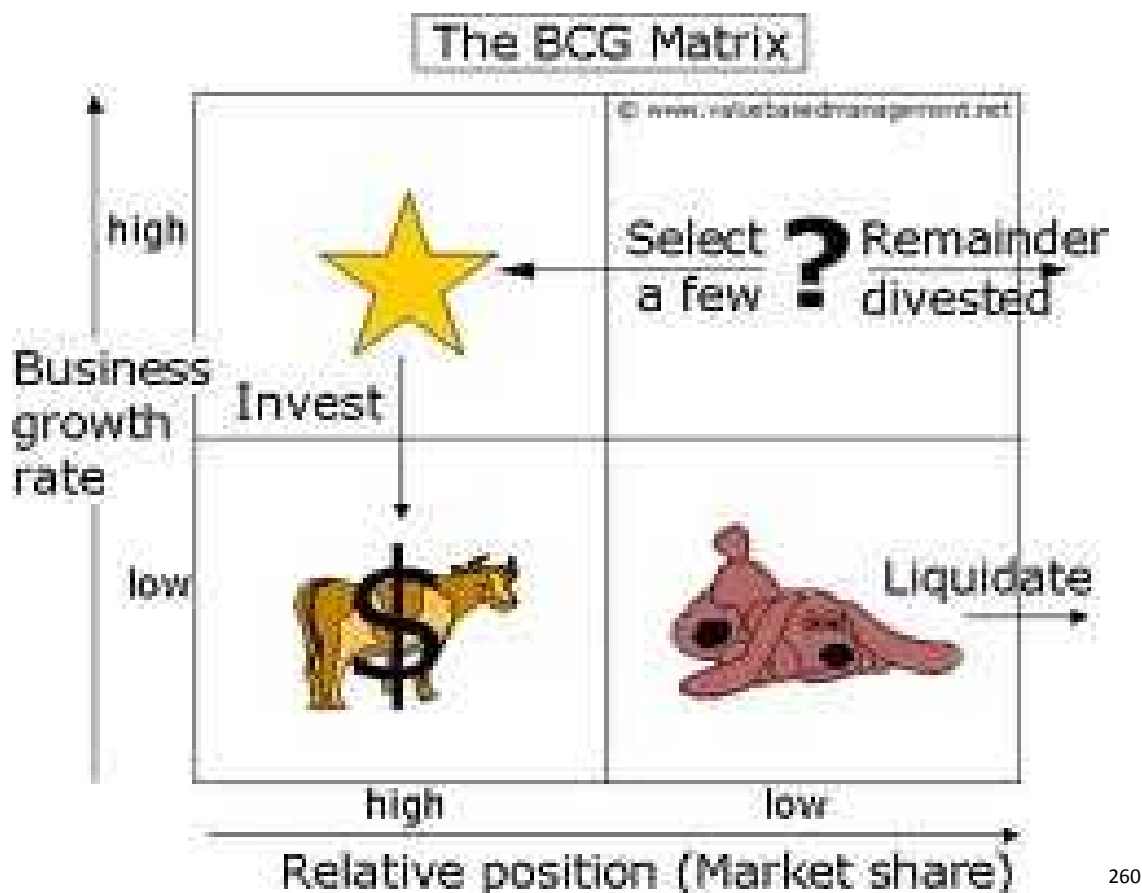 The BCG Matrix
© www.valuebasedmanagement.net
high
Select
a few
?
Remainder
divested
Business
growth
rate
Invest
low
$
Liquidate
high
low
Relative position (Market share)
260